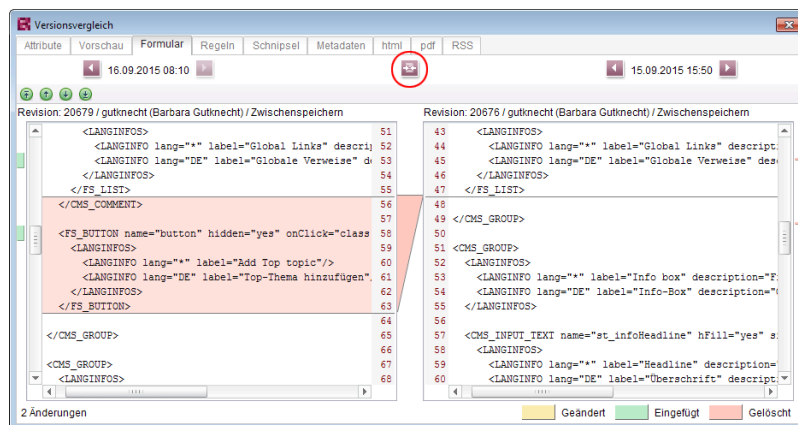 Versionsvergleich
Attribute Vorschau Formular Regeln Schnipsel Metadaten html pdf RSS
16.09.2015 08:10 15.09.2015 15:50
Revision: 20679 / gutknecht (Barbara Gutknecht) / Zwischenspeichern Revision: 20676 / gutknecht (Barbara Gutknecht) / Zwischenspeichern
<LANGINFOS> 51 43 <LANGINFOS>
<LANGINFO lang="*" label="Global Links" descri 52 44 <LANGINFO lang="*" label="Global Links" descript
<LANGINFO lang="DE" label="Globale Verweise" d 53 45 <LANGINFO lang="DE" label="Globale Verweise" des
</LANGINFOS> 54 46 </LANGINFOS>
</FS_LIST> 55 47 </FS_LIST>
</CMS_COMMENT> 56 48
57 49 </CMS_GROUP>
<FS_BUTTON name="button" hidden="yes" onClick="class 58 50
<LANGINFOS> 59 51 <CMS_GROUP>
<LANGINFO lang="*" label="Add Top topic"/> 60 52 <LANGINFOS>
<LANGINFO lang="DE" label="Top-Thema hinzufügen" 61 53 <LANGINFO lang="*" label="Info box" description="F
</LANGINFOS> 62 54 <LANGINFO lang="DE" label="Info-Box" description="
</FS_BUTTON> 63 55 </LANGINFOS>
64 56
</CMS_GROUP> 65 57 <CMS_INPUT_TEXT name="st_infoHeadline" hFill="yes" s
66 58 <LANGINFOS>
<CMS_GROUP> 67 59 <LANGINFO lang="*" label="Headline" description=
<LANGINFOS> 68 60 <LANGINFO lang="DE" label="Überschrift" descript
2 Änderungen Geändert Eingefügt Gelöscht